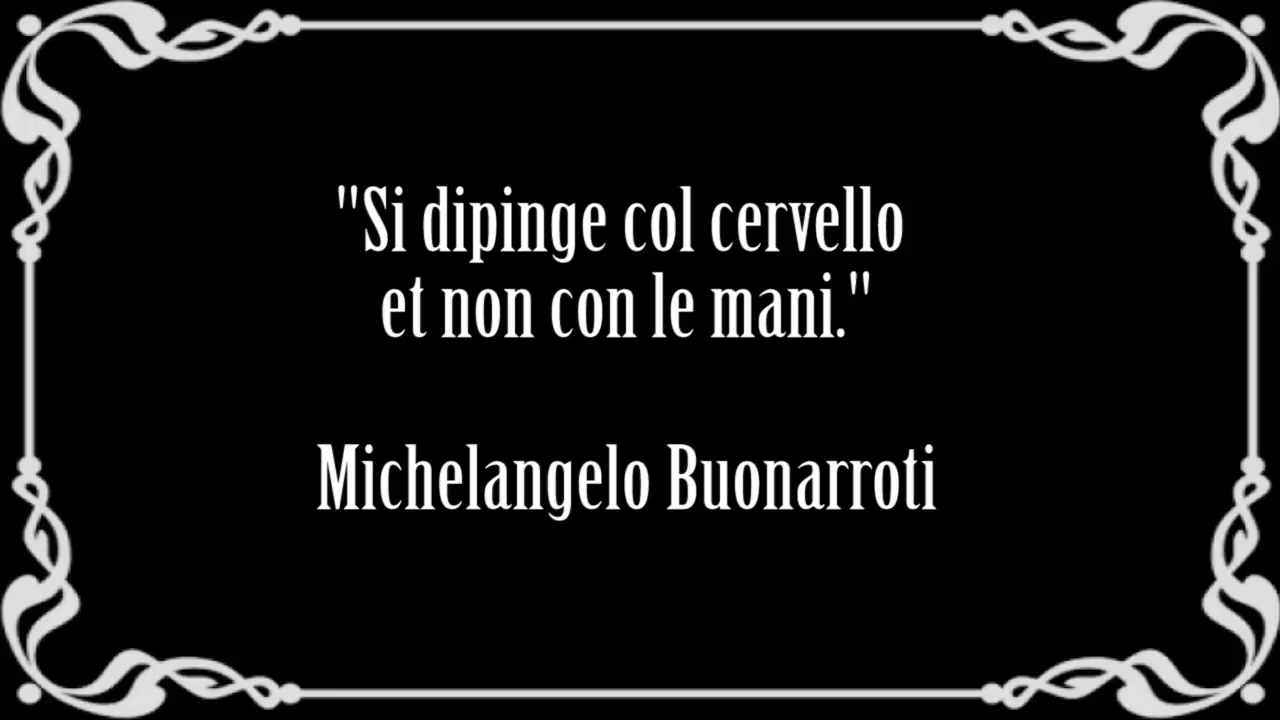 "Si dipinge col cervello
et non con le mani."
Michelangelo Buonarroti